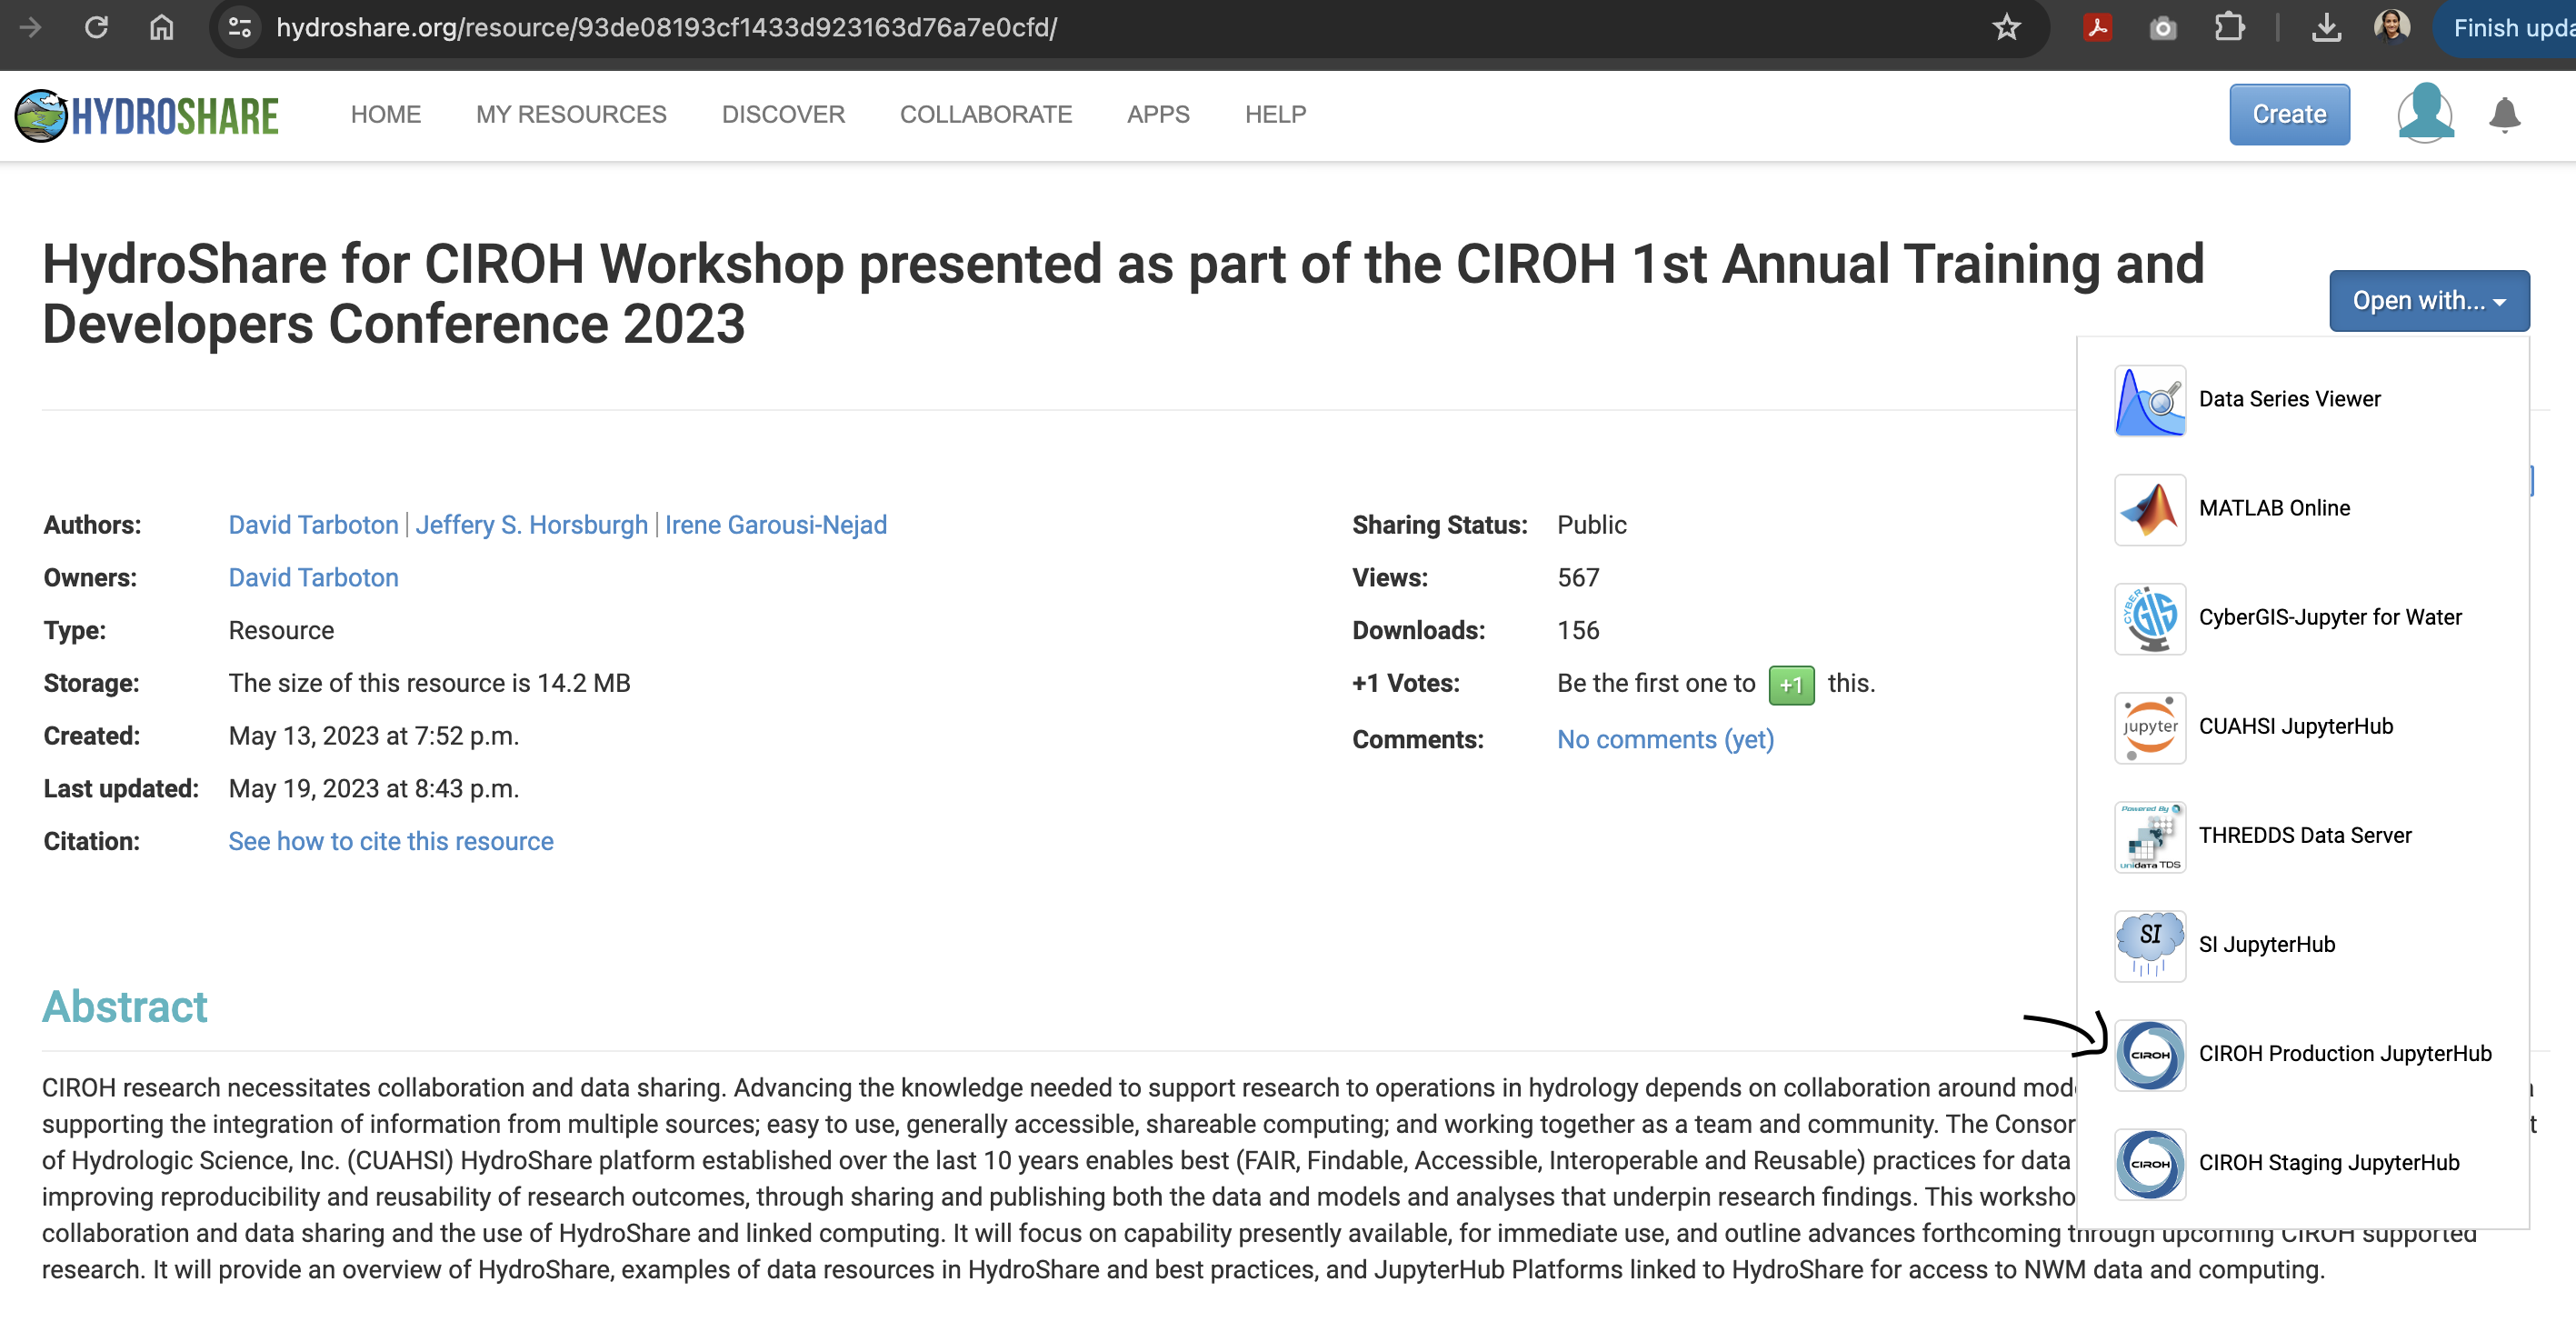 hydroshare.org/resource/93de08193cf1433d923163d76a7e0cfd/
Finish upda
HYDROSHARE
HOME
MY RESOURCES
DISCOVER
COLLABORATE
APPS
HELP
Create
HydroShare for CIROH Workshop presented as part of the CIROH 1st Annual Training and
Developers Conference 2023
Open with...
Data Series Viewer
MATLAB Online
CYBER GIS
CyberGIS-Jupyter for Water
jupyter
CUAHSI JupyterHub
Powered By
unidata TDS
THREDDS Data Server
SI
SI JupyterHub
CIROH
CIROH Production JupyterHub
CIROH
CIROH Staging JupyterHub
Authors: David Tarboton | Jeffery S. Horsburgh | Irene Garousi-Nejad
Owners: David Tarboton
Type: Resource
Storage: The size of this resource is 14.2 MB
Created: May 13, 2023 at 7:52 p.m.
Last updated: May 19, 2023 at 8:43 p.m.
Citation: See how to cite this resource
Sharing Status: Public
Views: 567
Downloads: 156
+1 Votes: Be the first one to +1 this.
Comments: No comments (yet)
Abstract
CIROH research necessitates collaboration and data sharing. Advancing the knowledge needed to support research to operations in hydrology depends on collaboration around mod
supporting the integration of information from multiple sources; easy to use, generally accessible, shareable computing; and working together as a team and community. The Consor
of Hydrologic Science, Inc. (CUAHSI) HydroShare platform established over the last 10 years enables best (FAIR, Findable, Accessible, Interoperable and Reusable) practices for data
improving reproducibility and reusability of research outcomes, through sharing and publishing both the data and models and analyses that underpin research findings. This worksho
collaboration and data sharing and the use of HydroShare and linked computing. It will focus on capability presently available, for immediate use, and outline advances forthcoming through upcoming CIROH supported
research. It will provide an overview of HydroShare, examples of data resources in HydroShare and best practices, and JupyterHub Platforms linked to HydroShare for access to NWM data and computing.